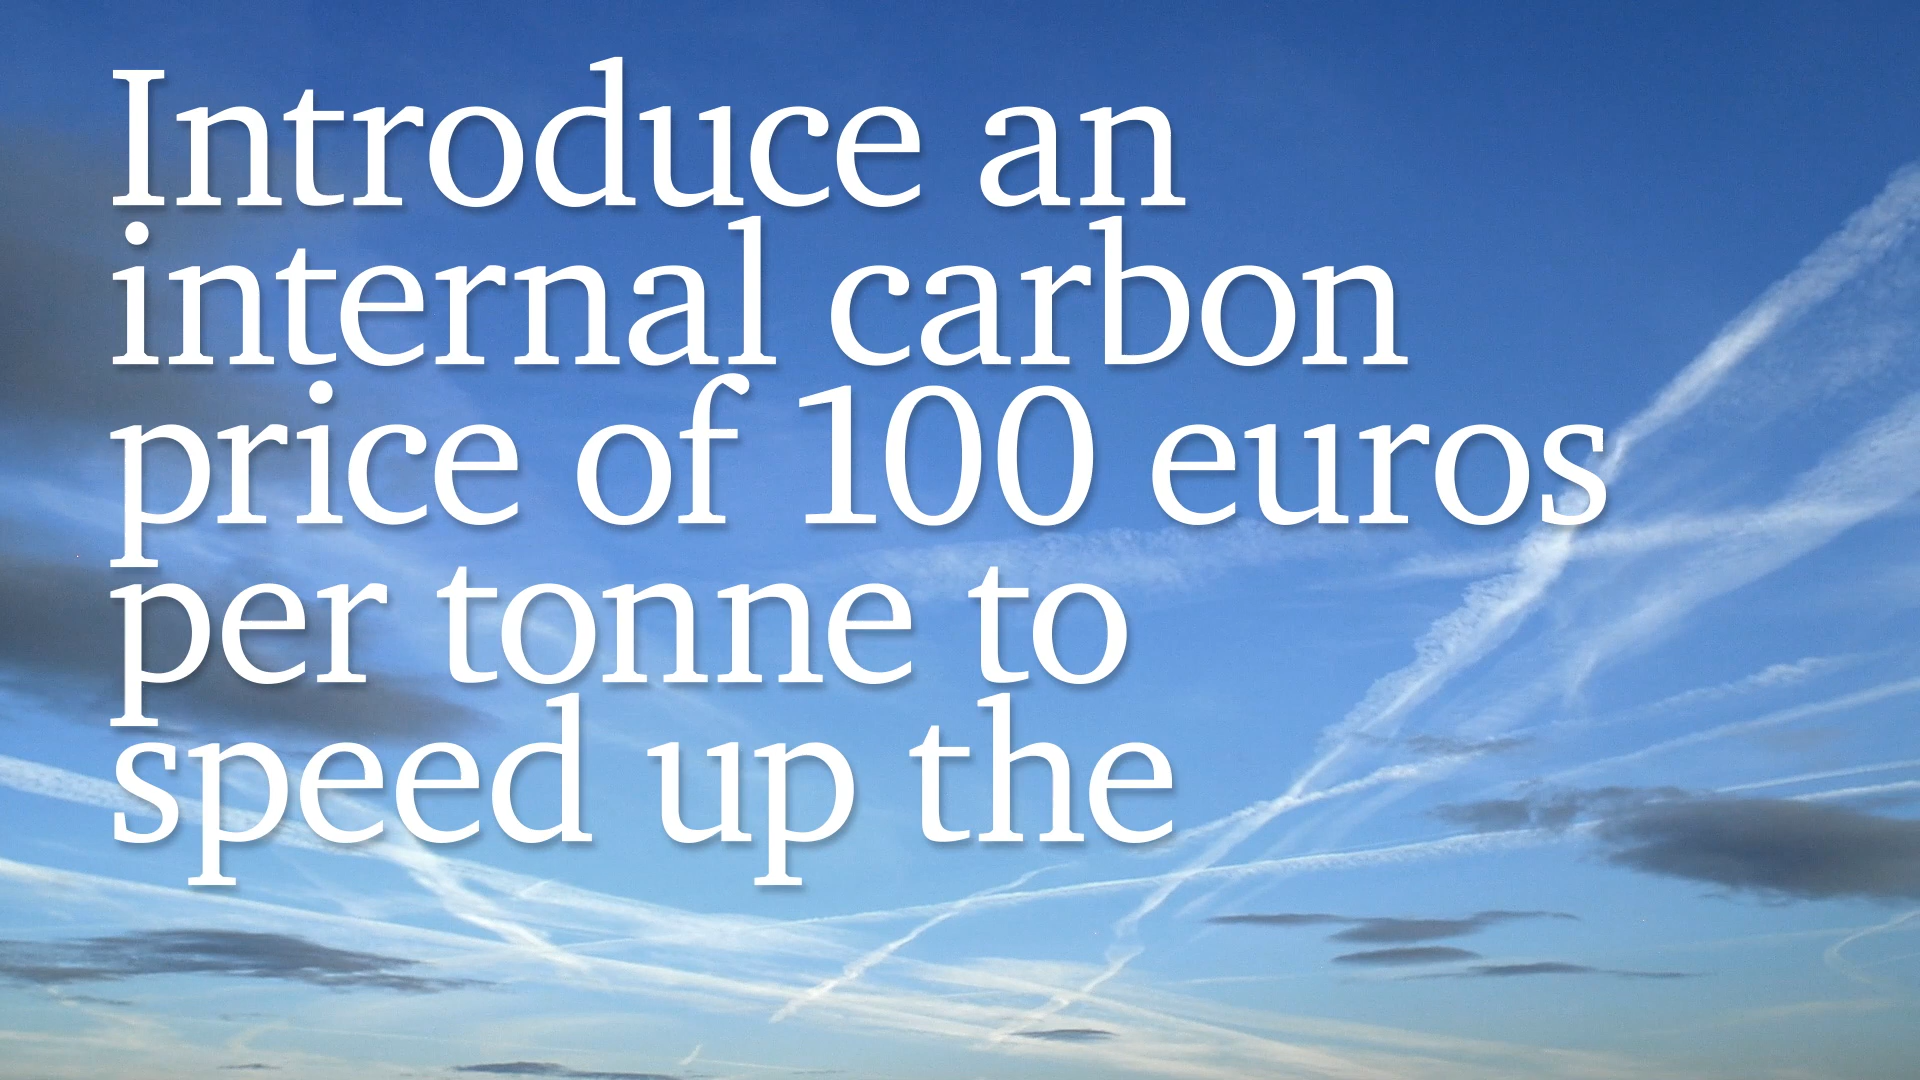 Introduce an
internal carbon
price of 100 euros
per tonne to
speed up the